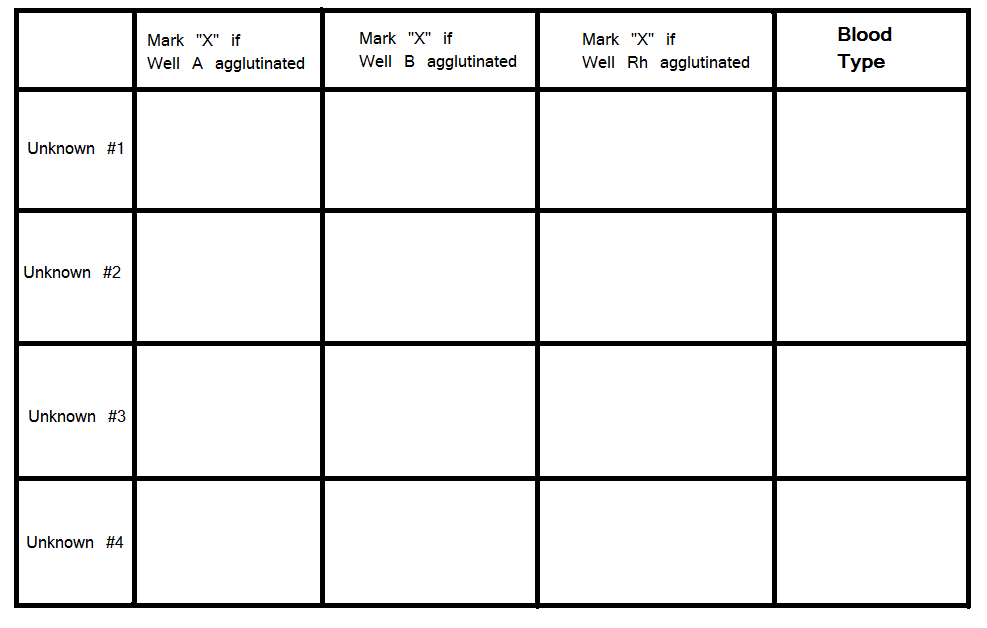 Mark "X" if
Well A agglutinated
Mark "X" if
Well B agglutinated
Mark "X" if
Well Rh agglutinated
Blood
Type
Unknown #1
Unknown #2
Unknown #3
Unknown #4